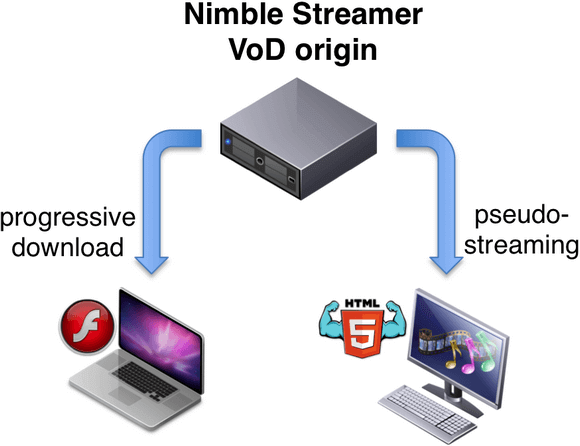 Nimble Streamer
VoD origin
progressive
download
pseudo-
streaming
HTML
5